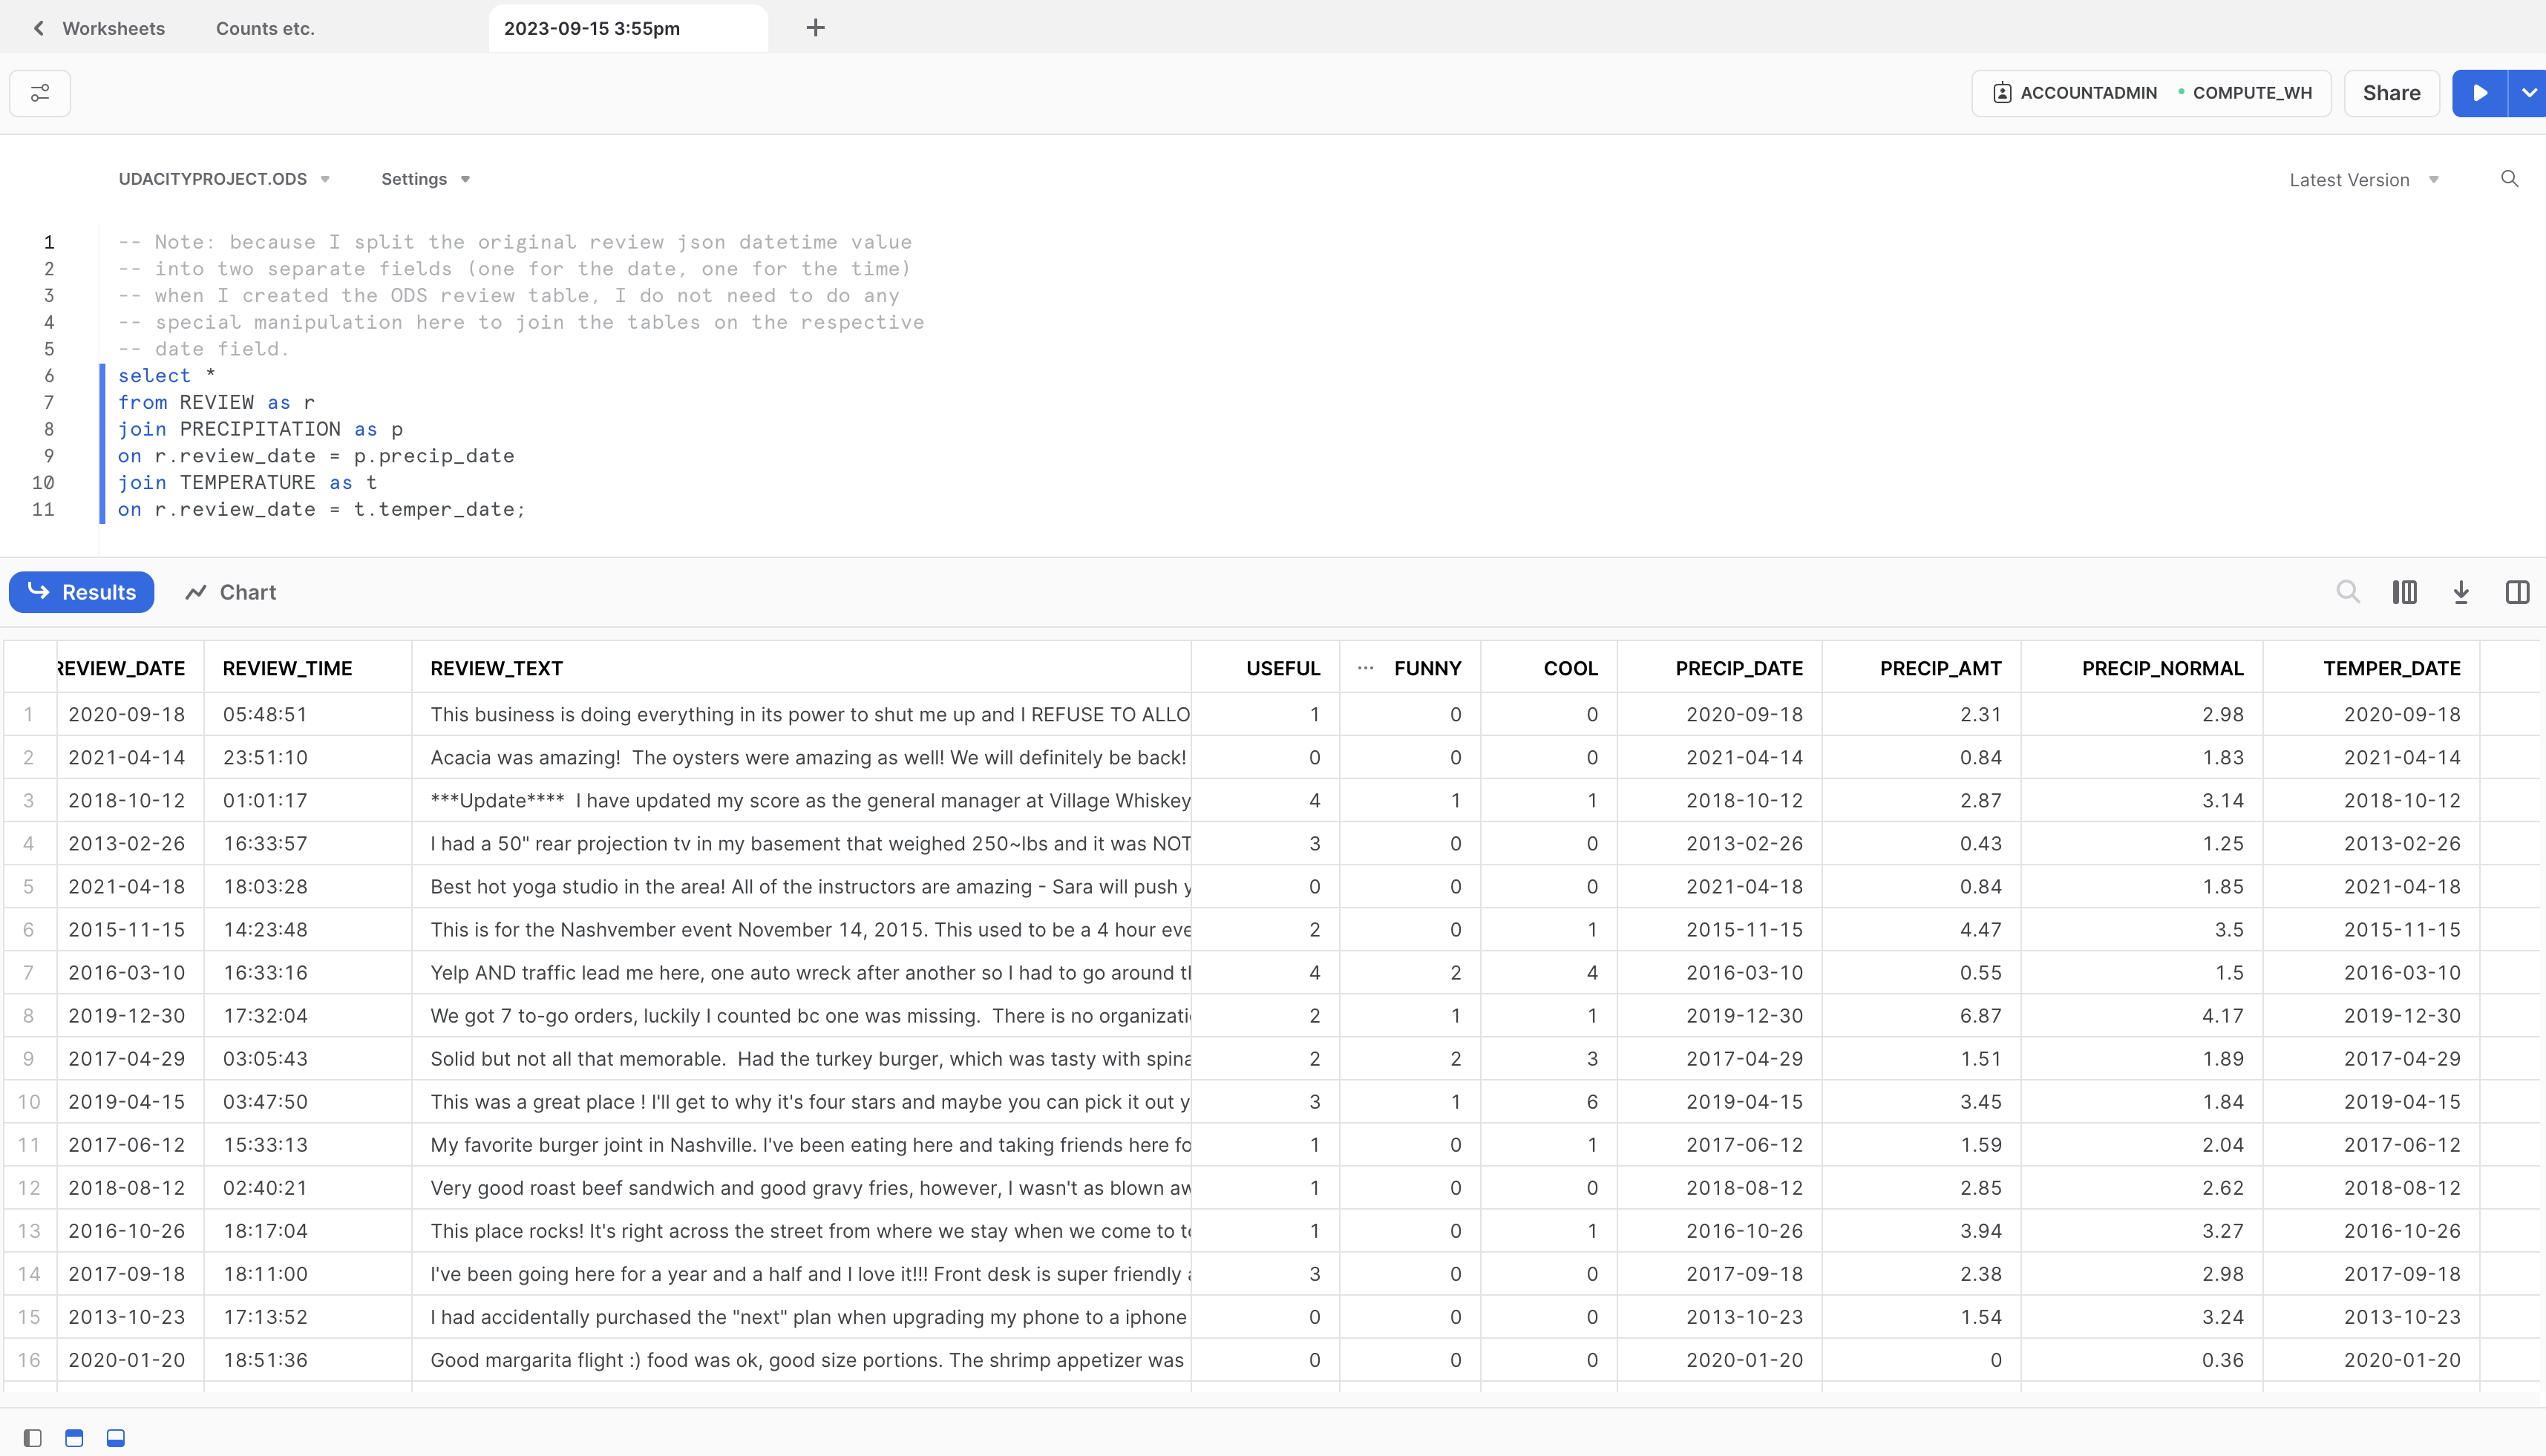 Worksheets Counts etc. 2023-09-15 3:55pm
ACCOUNTADMIN COMPUTE_WH Share
UDACITYPROJECT.ODS Settings Latest Version
1 -- Note: because I split the original review json datetime value
2 -- into two separate fields (one for the date, one for the time)
3 -- when I created the ODS review table, I do not need to do any
4 -- special manipulation here to join the tables on the respective
5 -- date field.
6 select *
7 from REVIEW as r
8 join PRECIPITATION as p
9 on r.review_date = p.precip_date
10 join TEMPERATURE as t
11 on r.review_date = t.temper_date;
Results Chart
REVIEW_DATE REVIEW_TIME REVIEW_TEXT USEFUL ... FUNNY COOL PRECIP_DATE PRECIP_AMT PRECIP_NORMAL TEMPER_DATE
1 2020-09-18 05:48:51 This business is doing everything in its power to shut me up and I REFUSE TO ALLO 1 0 0 2020-09-18 2.31 2.98 2020-09-18
2 2021-04-14 23:51:10 Acacia was amazing!  The oysters were amazing as well! We will definitely be back! 0 0 0 2021-04-14 0.84 1.83 2021-04-14
3 2018-10-12 01:01:17 ***Update****  I have updated my score as the general manager at Village Whiskey 4 1 1 2018-10-12 2.87 3.14 2018-10-12
4 2013-02-26 16:33:57 I had a 50" rear projection tv in my basement that weighed 250~lbs and it was NOT 3 0 0 2013-02-26 0.43 1.25 2013-02-26
5 2021-04-18 18:03:28 Best hot yoga studio in the area! All of the instructors are amazing - Sara will push y 0 0 0 2021-04-18 0.84 1.85 2021-04-18
6 2015-11-15 14:23:48 This is for the Nashvember event November 14, 2015. This used to be a 4 hour eve 2 0 1 2015-11-15 4.47 3.5 2015-11-15
7 2016-03-10 16:33:16 Yelp AND traffic lead me here, one auto wreck after another so I had to go around t 4 2 4 2016-03-10 0.55 1.5 2016-03-10
8 2019-12-30 17:32:04 We got 7 to-go orders, luckily I counted bc one was missing.  There is no organizati 2 1 1 2019-12-30 6.87 4.17 2019-12-30
9 2017-04-29 03:05:43 Solid but not all that memorable.  Had the turkey burger, which was tasty with spina 2 2 3 2017-04-29 1.51 1.89 2017-04-29
10 2019-04-15 03:47:50 This was a great place ! I'll get to why it's four stars and maybe you can pick it out y 3 1 6 2019-04-15 3.45 1.84 2019-04-15
11 2017-06-12 15:33:13 My favorite burger joint in Nashville. I've been eating here and taking friends here fo 1 0 1 2017-06-12 1.59 2.04 2017-06-12
12 2018-08-12 02:40:21 Very good roast beef sandwich and good gravy fries, however, I wasn't as blown aw 1 0 0 2018-08-12 2.85 2.62 2018-08-12
13 2016-10-26 18:17:04 This place rocks! It's right across the street from where we stay when we come to to 1 0 1 2016-10-26 3.94 3.27 2016-10-26
14 2017-09-18 18:11:00 I've been going here for a year and a half and I love it!!! Front desk is super friendly a 3 0 0 2017-09-18 2.38 2.98 2017-09-18
15 2013-10-23 17:13:52 I had accidentally purchased the "next" plan when upgrading my phone to a iphone 0 0 0 2013-10-23 1.54 3.24 2013-10-23
16 2020-01-20 18:51:36 Good margarita flight :) food was ok, good size portions. The shrimp appetizer was 0 0 0 2020-01-20 0 0.36 2020-01-20